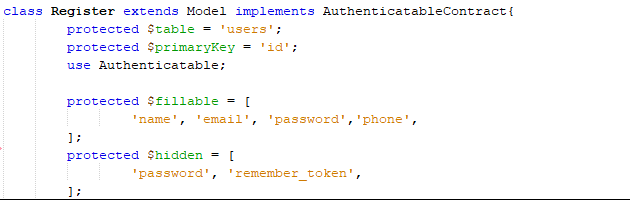 class Register extends Model implements AuthenticatableContract{
protected $table = 'users';
protected $primaryKey = 'id';
use Authenticatable;
protected $fillable = [
'name', 'email', 'password','phone',
];
protected $hidden = [
'password', 'remember_token',
];